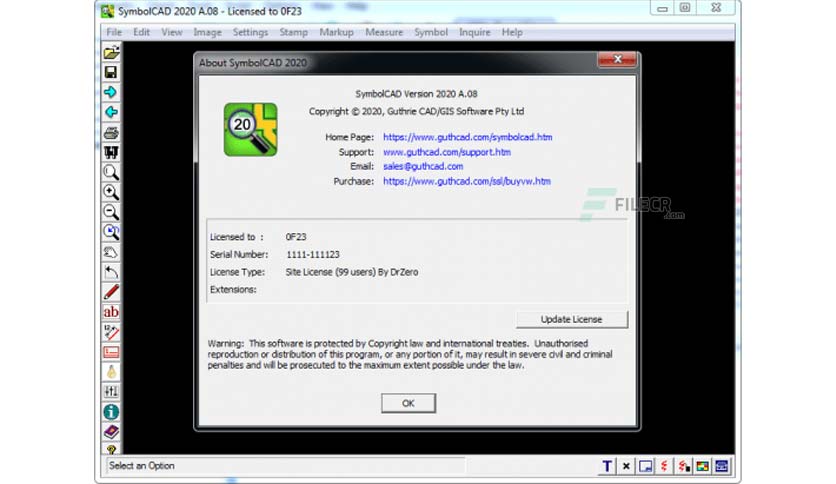 SymbolCAD 2020 A.08 - Licensed to 0F23
File Edit View Image Settings Stamp Markup Measure Symbol Inquire Help
About SymbolCAD 2020
SymbolCAD Version 2020 A.08
Copyright © 2020, Guthrie CAD/GIS Software Pty Ltd
20
Home Page: https://www.guthcad.com/symbolcad.htm
Support: www.guthcad.com/support.htm
Email: sales@guthcad.com
Purchase: https://www.guthcad.com/ssl/buyvw.htm
FILECR .com
Licensed to : 0F23
Serial Number: 1111-111123
License Type: Site License (99 users) By DrZero
Extensions:
Update License
Warning: This software is protected by Copyright law and international treaties. Unauthorised
reproduction or distribution of this program, or any portion of it, may result in severe civil and criminal
penalties and will be prosecuted to the maximum extent possible under the law.
OK
ab
Select an Option
T